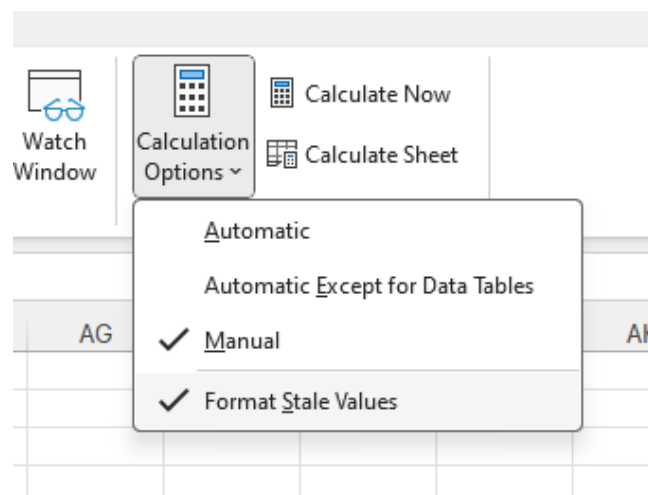 Watch
Window
Calculation
Options
Calculate Now
Calculate Sheet
Automatic
Automatic Except for Data Tables
Manual
Format Stale Values
AG